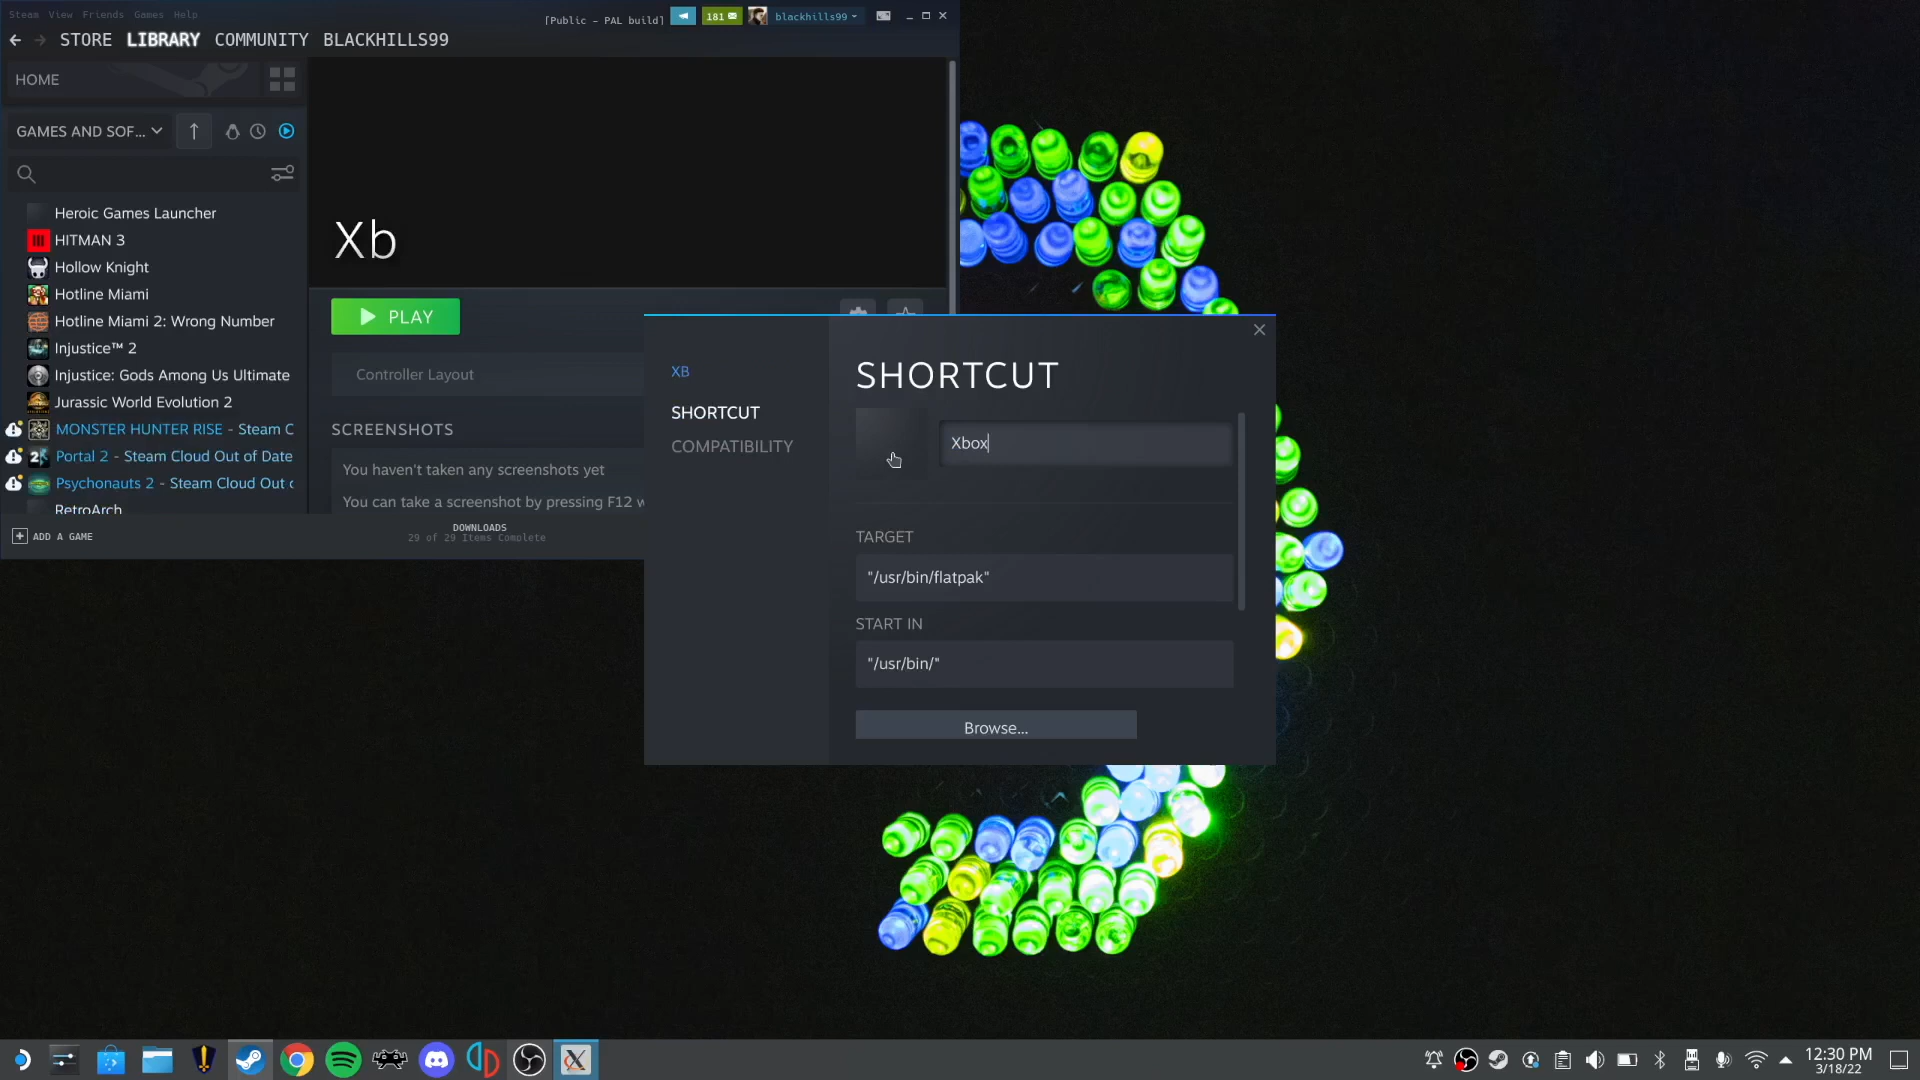 Steam View Friends Games Help
[Public - PAL build]
181
blackhills99
STORE LIBRARY COMMUNITY BLACKHILLS99
HOME
GAMES AND SOF...
Heroic Games Launcher
HITMAN 3
Hollow Knight
Hotline Miami
Hotline Miami 2: Wrong Number
Injustice™ 2
Injustice: Gods Among Us Ultimate
Jurassic World Evolution 2
MONSTER HUNTER RISE - Steam C
Portal 2 - Steam Cloud Out of Date
Psychonauts 2 - Steam Cloud Out
RetroArch
ADD A GAME
Xb
PLAY
Controller Layout
SCREENSHOTS
You haven't taken any screenshots yet
You can take a screenshot by pressing F12
DOWNLOADS
29 of 29 Items Complete
XB
SHORTCUT
COMPATIBILITY
SHORTCUT
Xbox
TARGET
"/usr/bin/flatpak"
START IN
"/usr/bin/"
Browse...
12:30 PM
3/18/22